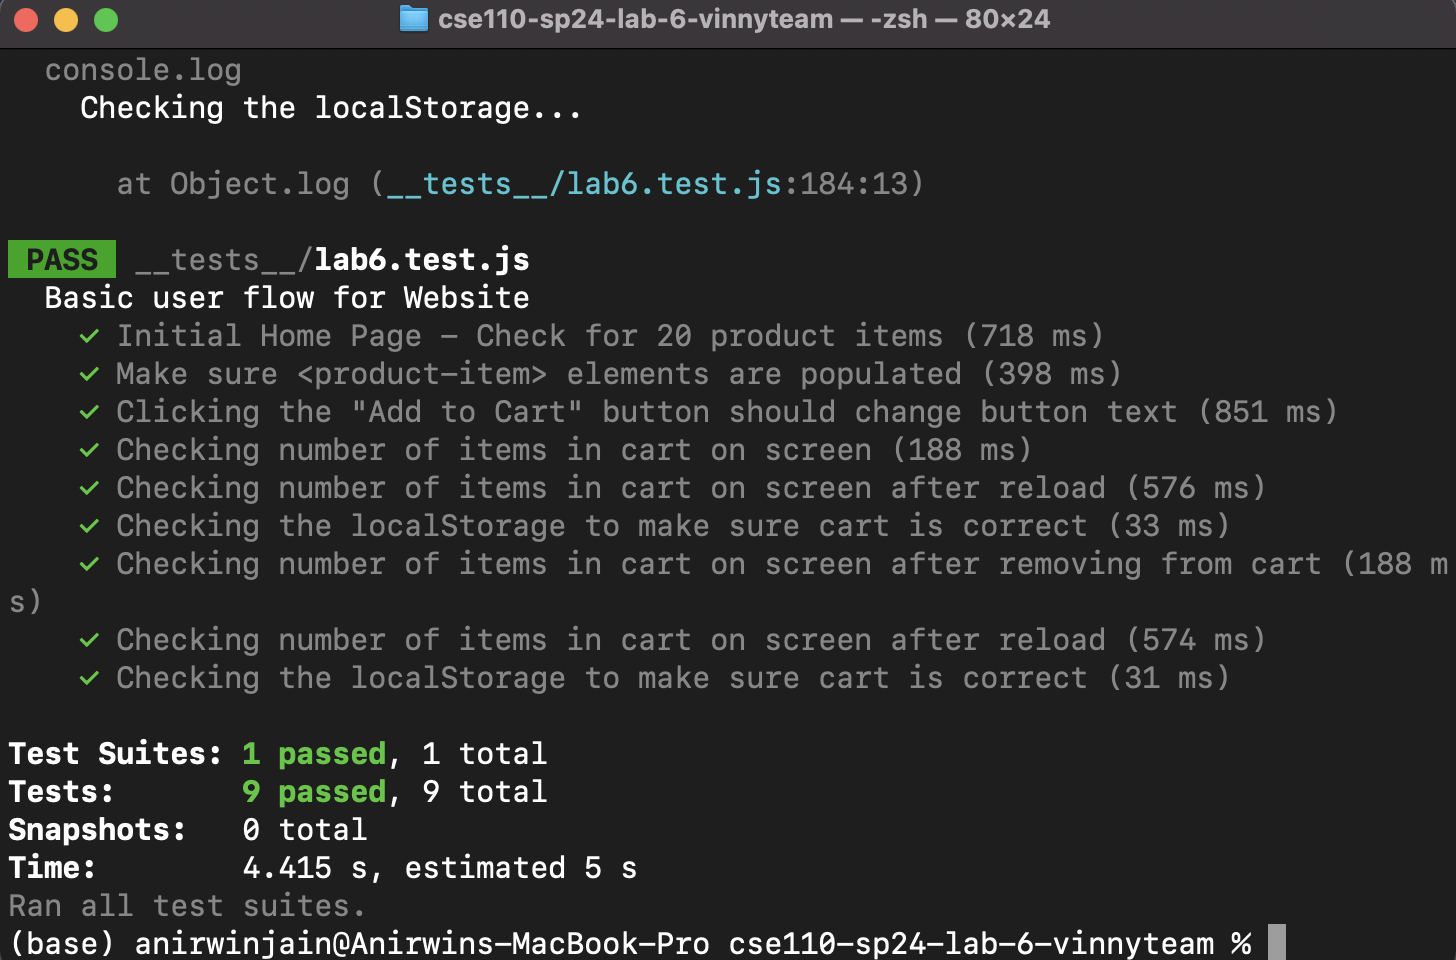 cse110-sp24-lab-6-vinnyteam — -zsh — 80×24
console.log
Checking the localStorage...
at Object.log (__tests__/lab6.test.js:184:13)
PASS __tests__/lab6.test.js
Basic user flow for Website
✓ Initial Home Page – Check for 20 product items (718 ms)
✓ Make sure <product-item> elements are populated (398 ms)
✓ Clicking the "Add to Cart" button should change button text (851 ms)
✓ Checking number of items in cart on screen (188 ms)
✓ Checking number of items in cart on screen after reload (576 ms)
✓ Checking the localStorage to make sure cart is correct (33 ms)
✓ Checking number of items in cart on screen after removing from cart (188 m
s)
✓ Checking number of items in cart on screen after reload (574 ms)
✓ Checking the localStorage to make sure cart is correct (31 ms)
Test Suites: 1 passed, 1 total
Tests: 9 passed, 9 total
Snapshots: 0 total
Time: 4.415 s, estimated 5 s
Ran all test suites.
(base) anirwinjain@Anirwins-MacBook-Pro cse110-sp24-lab-6-vinnyteam %